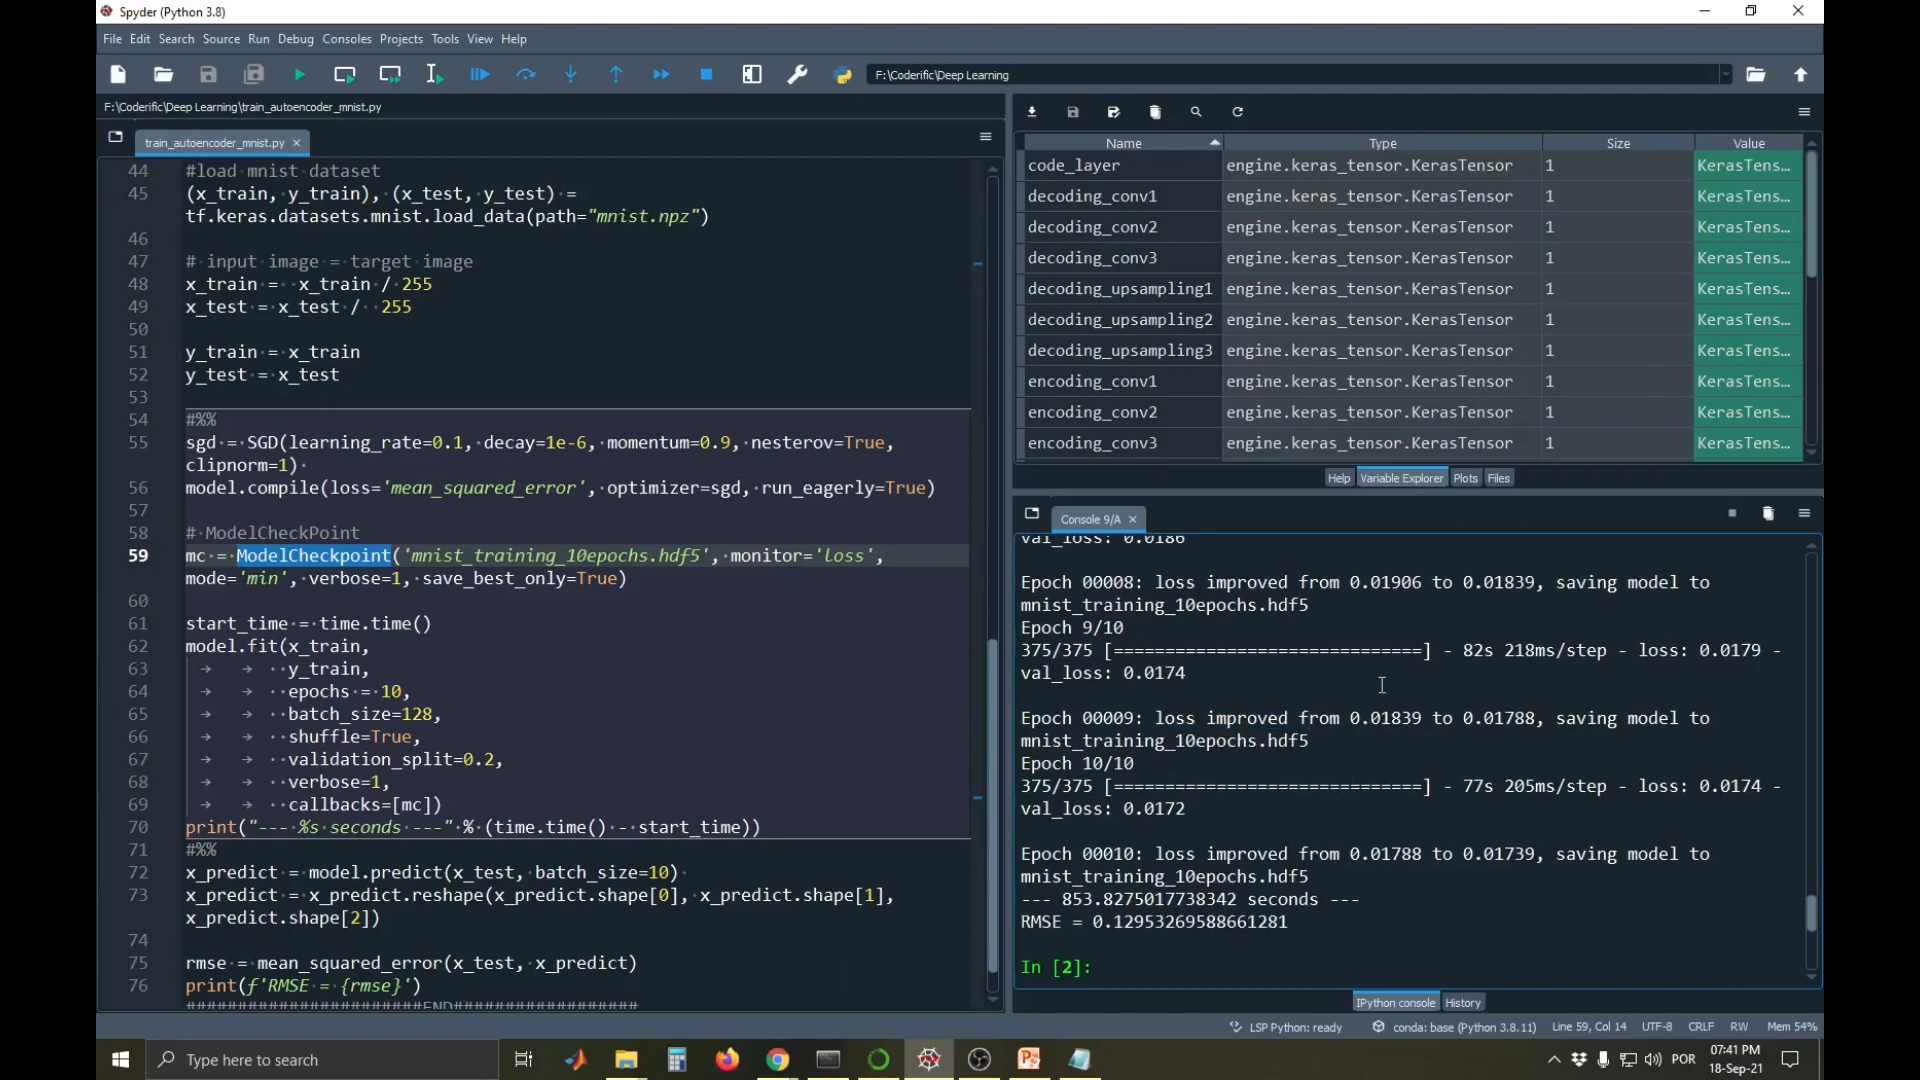 Spyder (Python 3.8)
File Edit Search Source Run Debug Consoles Projects Tools View Help
F:\Coderific\Deep Learning
F:\Coderific\Deep Learning\train_autoencoder_mnist.py
train_autoencoder_mnist.py
44 #load mnist dataset
45 (x_train, y_train), (x_test, y_test) =
tf.keras.datasets.mnist.load_data(path="mnist.npz")
46
47 # input image = target image
48 x_train = x_train / 255
49 x_test = x_test / 255
50
51 y_train = x_train
52 y_test = x_test
53
54 #%%
55 sgd = SGD(learning_rate=0.1, decay=1e-6, momentum=0.9, nesterov=True,
clipnorm=1)
56 model.compile(loss='mean_squared_error', optimizer=sgd, run_eagerly=True)
57
58 # ModelCheckPoint
59 mc = ModelCheckpoint('mnist_training_10epochs.hdf5', monitor='loss',
mode='min', verbose=1, save_best_only=True)
60
61 start_time = time.time()
62 model.fit(x_train,
63 y_train,
64 epochs = 10,
65 batch_size=128,
66 shuffle=True,
67 validation_split=0.2,
68 verbose=1,
69 callbacks=[mc])
70 print("--- %s seconds ---" % (time.time() - start_time))
71 #%%
72 x_predict = model.predict(x_test, batch_size=10)
73 x_predict = x_predict.reshape(x_predict.shape[0], x_predict.shape[1],
x_predict.shape[2])
74
75 rmse = mean_squared_error(x_test, x_predict)
76 print(f'RMSE = {rmse}')
#######################END##################
Name Type Size Value
code_layer engine.keras_tensor.KerasTensor 1 KerasTens...
decoding_conv1 engine.keras_tensor.KerasTensor 1 KerasTens...
decoding_conv2 engine.keras_tensor.KerasTensor 1 KerasTens...
decoding_conv3 engine.keras_tensor.KerasTensor 1 KerasTens...
decoding_upsampling1 engine.keras_tensor.KerasTensor 1 KerasTens...
decoding_upsampling2 engine.keras_tensor.KerasTensor 1 KerasTens...
decoding_upsampling3 engine.keras_tensor.KerasTensor 1 KerasTens...
encoding_conv1 engine.keras_tensor.KerasTensor 1 KerasTens...
encoding_conv2 engine.keras_tensor.KerasTensor 1 KerasTens...
encoding_conv3 engine.keras_tensor.KerasTensor 1 KerasTens...
Help Variable Explorer Plots Files
Console 9/A
val_loss: 0.0186
Epoch 00008: loss improved from 0.01906 to 0.01839, saving model to
mnist_training_10epochs.hdf5
Epoch 9/10
375/375 [==============================] - 82s 218ms/step - loss: 0.0179 -
val_loss: 0.0174
Epoch 00009: loss improved from 0.01839 to 0.01788, saving model to
mnist_training_10epochs.hdf5
Epoch 10/10
375/375 [==============================] - 77s 205ms/step - loss: 0.0174 -
val_loss: 0.0172
Epoch 00010: loss improved from 0.01788 to 0.01739, saving model to
mnist_training_10epochs.hdf5
--- 853.8275017738342 seconds ---
RMSE = 0.12953269588661281
In [2]:
IPython console History
LSP Python: ready conda: base (Python 3.8.11) Line 59, Col 14 UTF-8 CRLF RW Mem 54%
Type here to search
POR
07:41 PM
18-Sep-21